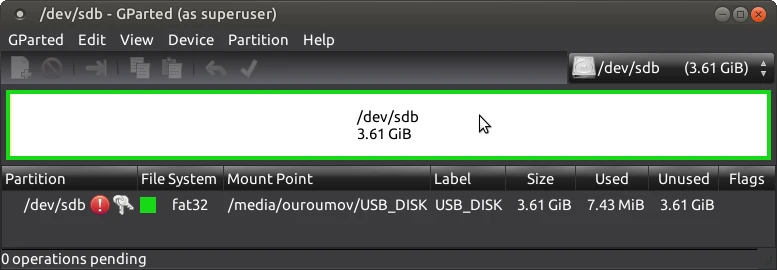 /dev/sdb - GParted (as superuser)
GParted Edit View Device Partition Help
/dev/sdb (3.61 GiB)
/dev/sdb
3.61 GiB
Partition File System Mount Point Label Size Used Unused Flags
/dev/sdb fat32 /media/ouroumov/USB_DISK USB_DISK 3.61 GiB 7.43 MiB 3.61 GiB
0 operations pending